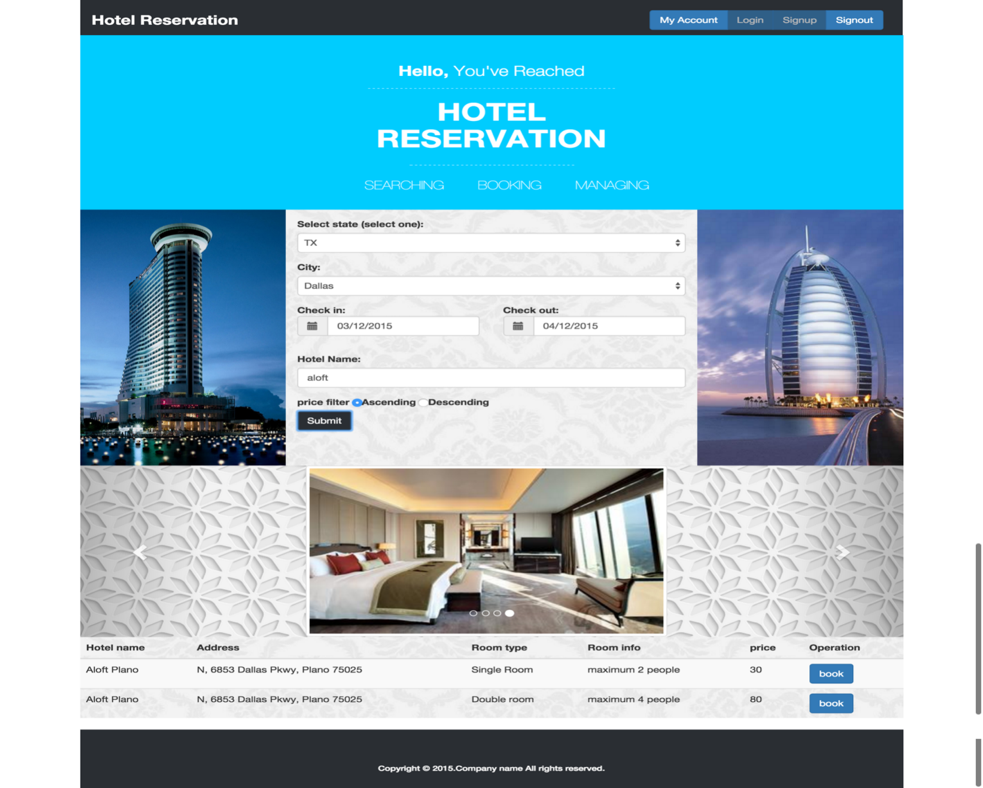 Hotel Reservation
My Account Login Signup Signout
Hello, You've Reached
HOTEL
RESERVATION
SEARCHING BOOKING MANAGING
Select state (select one):
TX
City:
Dallas
Check in: Check out:
03/12/2015 04/12/2015
Hotel Name:
aloft
price filter Ascending Descending
Submit
Hotel name Address Room type Room info price Operation
Aloft Plano N, 6853 Dallas Pkwy, Plano 75025 Single Room maximum 2 people 30 book
Aloft Plano N, 6853 Dallas Pkwy, Plano 75025 Double room maximum 4 people 80 book
Copyright © 2015.Company name All rights reserved.